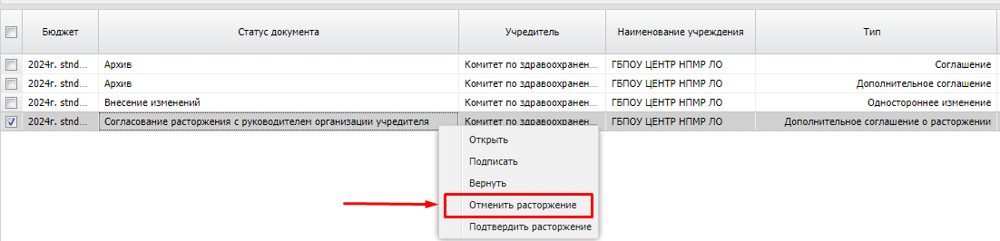 Бюджет Статус документа Учредитель Наименование учреждения Тип
2024г. stnd... Архив Комитет по здравоохранен... ГБПОУ ЦЕНТР НПМР ЛО Соглашение
2024г. stnd... Архив Комитет по здравоохранен... ГБПОУ ЦЕНТР НПМР ЛО Дополнительное соглашение
2024г. stnd... Внесение изменений Комитет по здравоохранен... ГБПОУ ЦЕНТР НПМР ЛО Одностороннее изменение
2024г. stnd... Согласование расторжения с руководителем организации учредителя Комитет по здравоохранен... ГБПОУ ЦЕНТР НПМР ЛО Дополнительное соглашение о расторжении
Открыть
Подписать
Вернуть
Отменить расторжение
Подтвердить расторжение